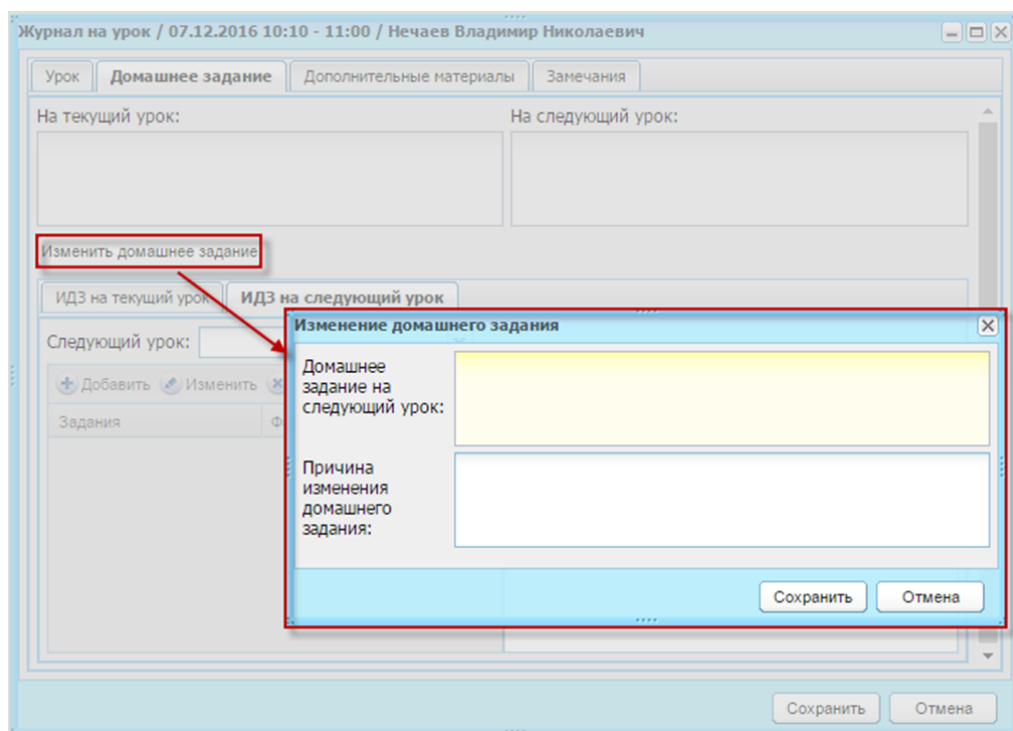 Журнал на урок / 07.12.2016 10:10 - 11:00 / Нечаев Владимир Николаевич
Урок
Домашнее задание
Дополнительные материалы
Замечания
На текущий урок:
На следующий урок:
Изменить домашнее задание
ИДЗ на текущий урок
ИДЗ на следующий урок
Следующий урок:
Добавить
Изменить
Задания
Изменение домашнего задания
Домашнее
задание на
следующий урок:
Причина
изменения
домашнего
задания:
Сохранить
Отмена
Сохранить
Отмена